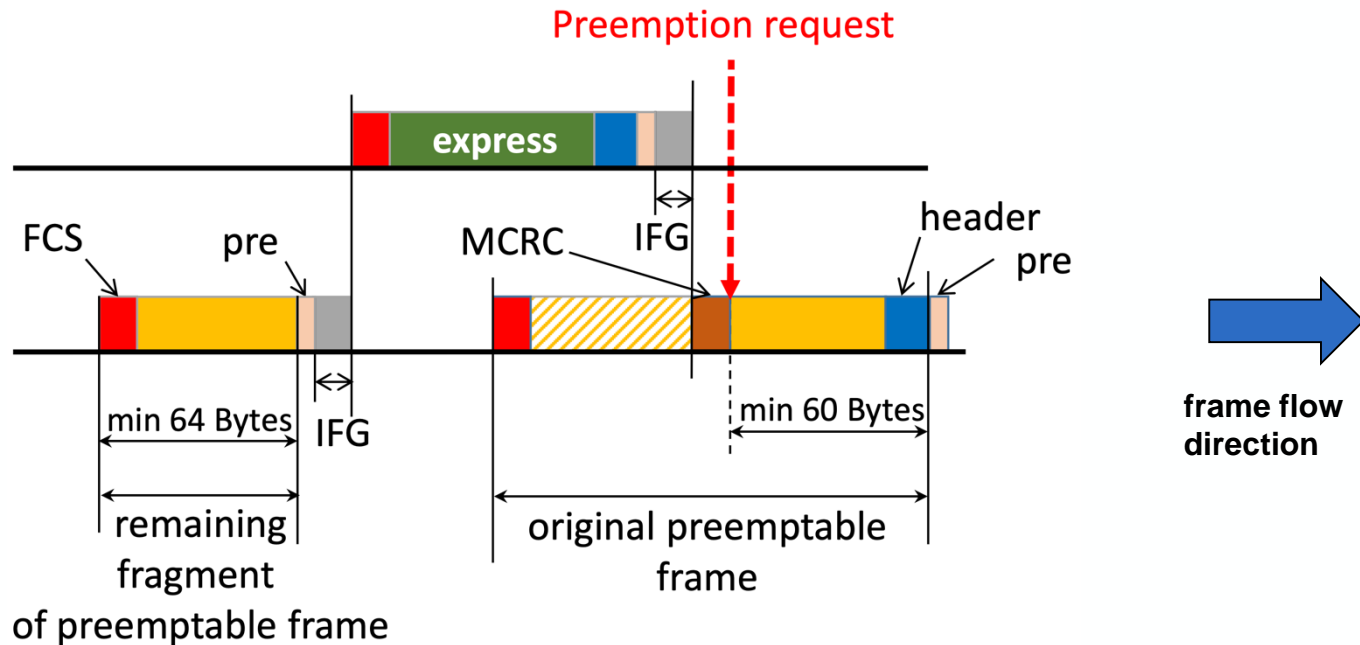 Preemption request
express
IFG
FCS
pre
MCRC
header
pre
min 64 Bytes
IFG
min 60 Bytes
frame flow
direction
remaining
fragment
of preemptable frame
original preemptable
frame